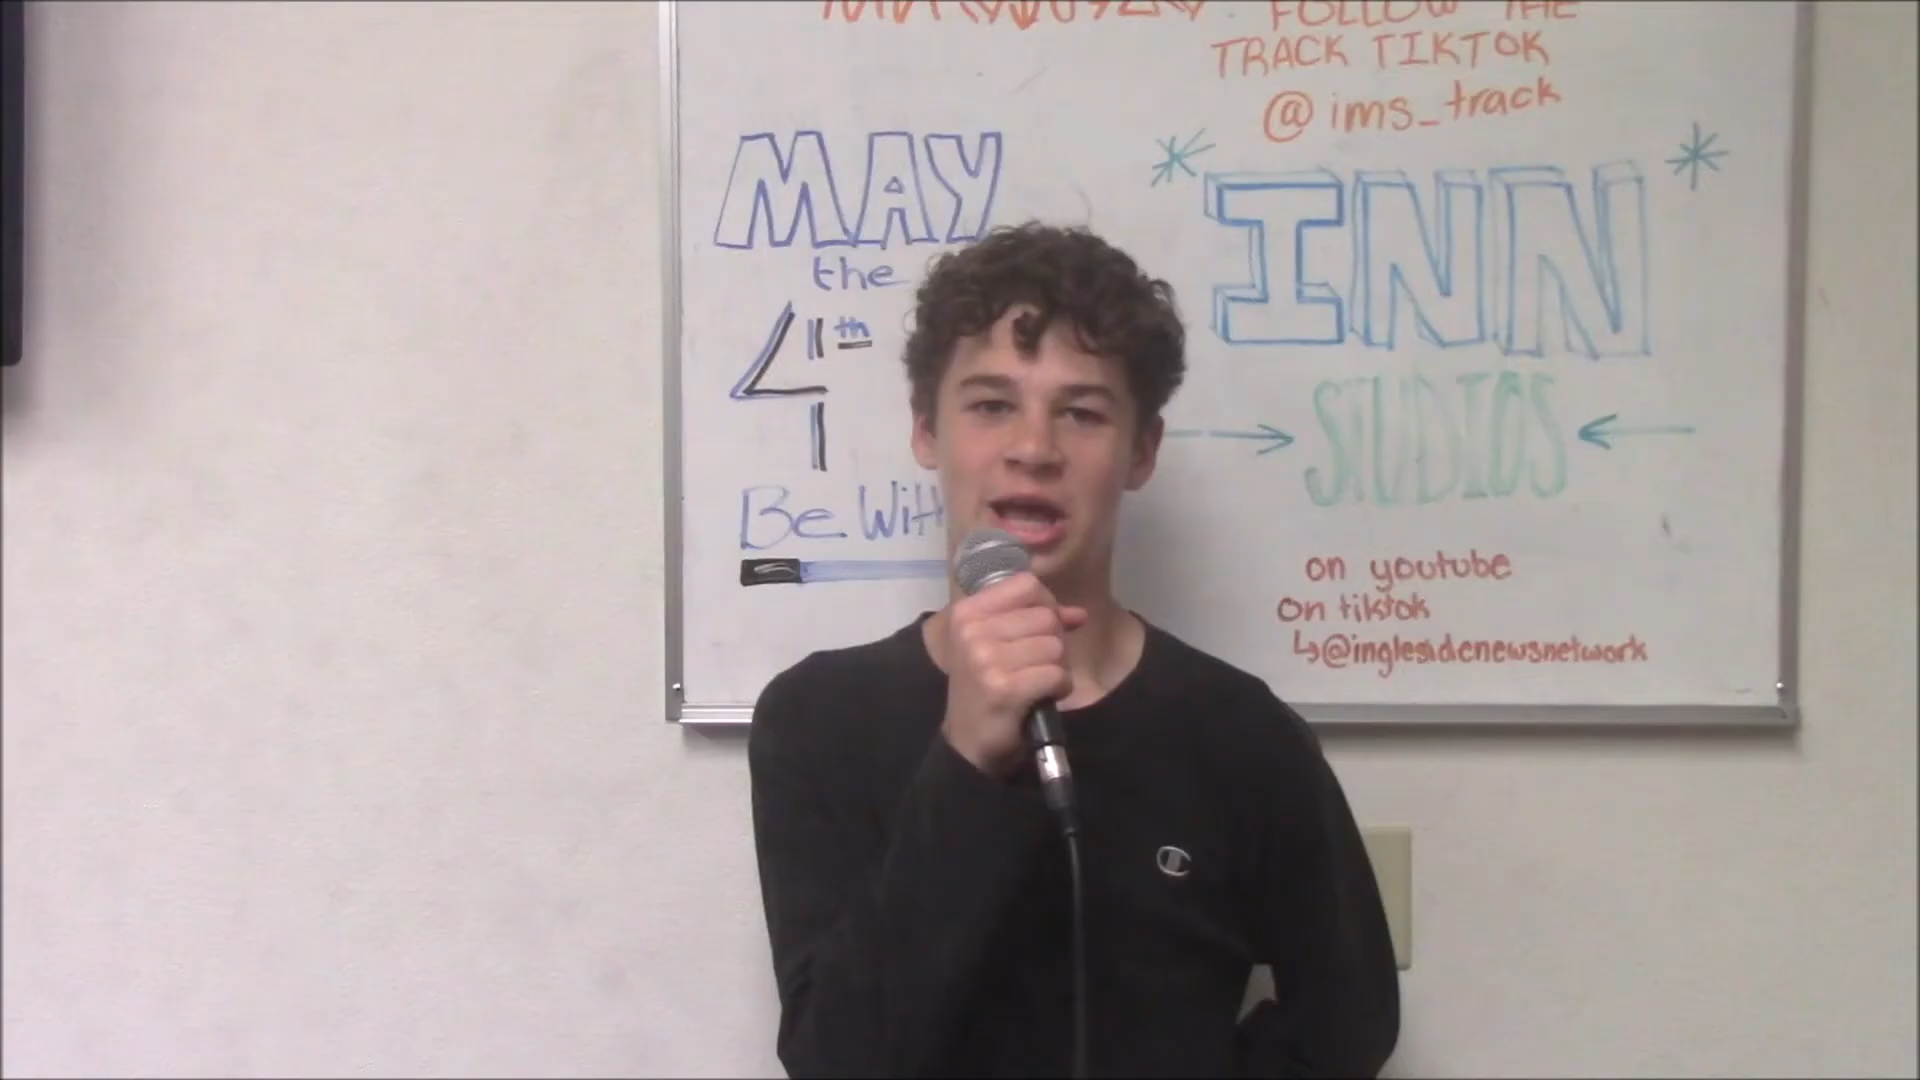 FOLLOW THE
TRACK TIKTOK
@ims_track
MAY
the
4th
Be With
INN
STUDIOS
on youtube
on tiktok
↳@inglesidenewsnetwork